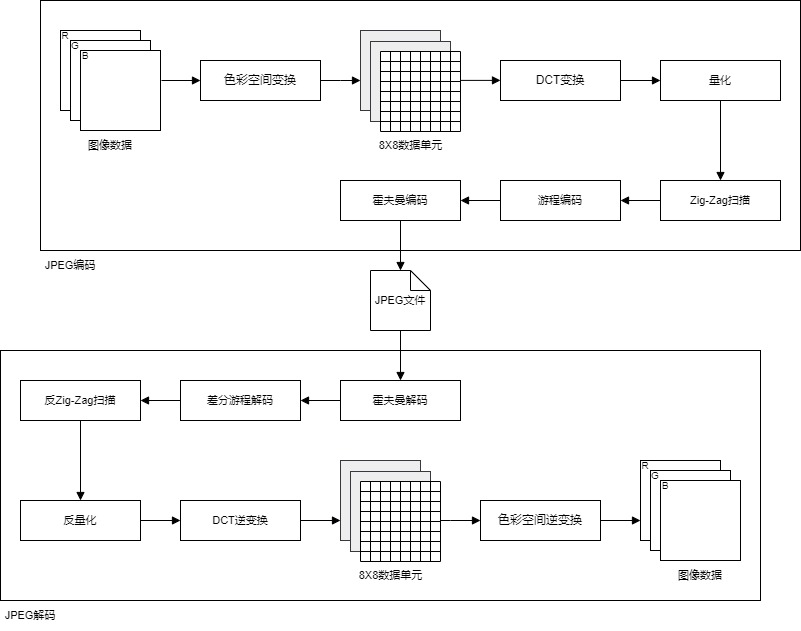 R
G
B
图像数据
色彩空间变换
8X8数据单元
DCT变换
量化
Zig-Zag扫描
游程编码
霍夫曼编码
JPEG编码
JPEG文件
霍夫曼解码
差分游程解码
反Zig-Zag扫描
反量化
DCT逆变换
8X8数据单元
色彩空间逆变换
R
G
B
图像数据
JPEG解码